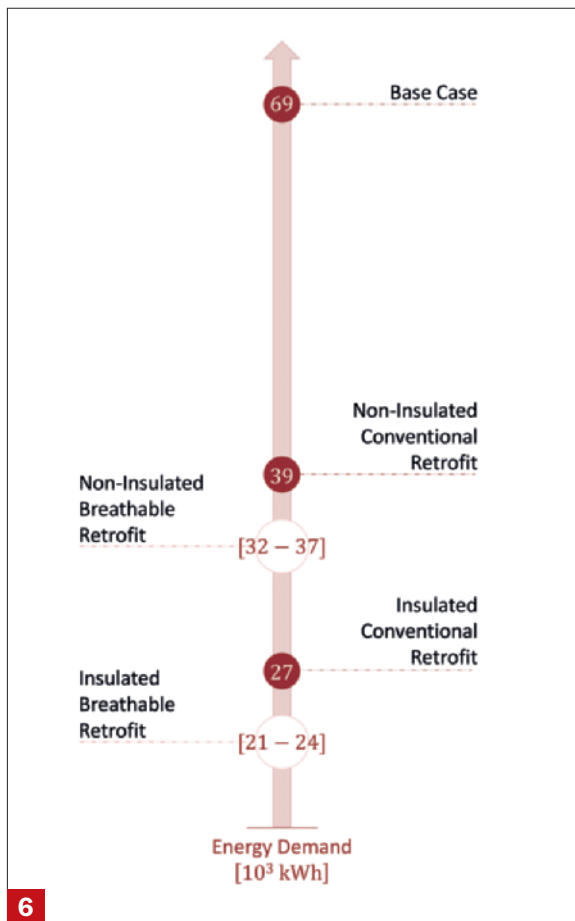 69
Base Case
Non-Insulated
Conventional
Retrofit
39
Non-Insulated
Breathable
Retrofit
[32 – 37]
Insulated
Conventional
Retrofit
27
Insulated
Breathable
Retrofit
[21 – 24]
Energy Demand
[10³ kWh]
6